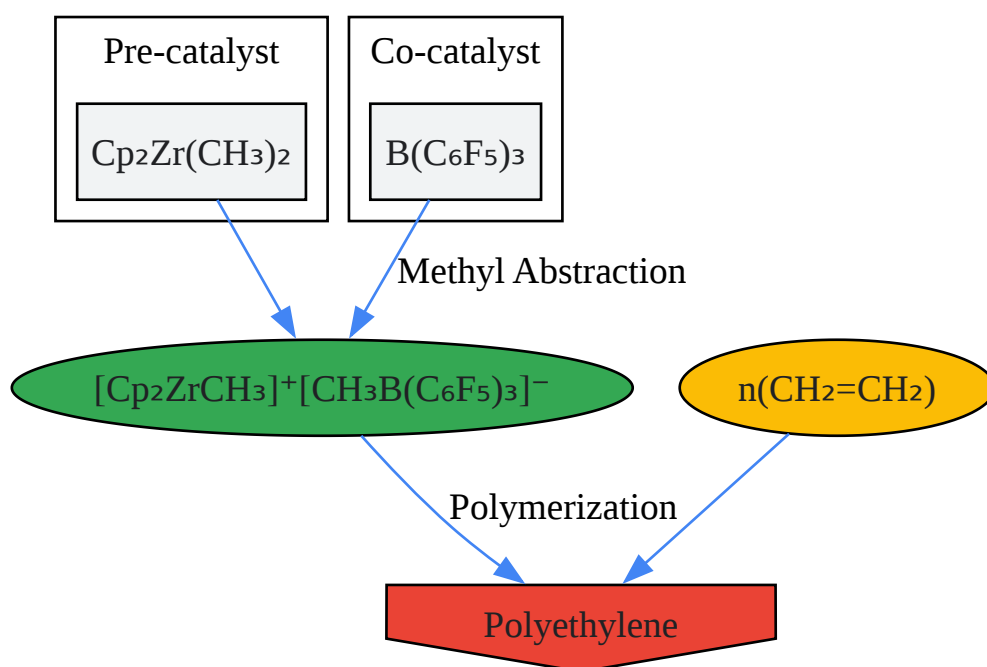 Pre-catalyst
Co-catalyst
Cp₂Zr(CH₃)₂
B(C₆F₅)₃
Methyl Abstraction
[Cp₂ZrCH₃]⁺[CH₃B(C₆F₅)₃]⁻
n(CH₂=CH₂)
Polymerization
Polyethylene